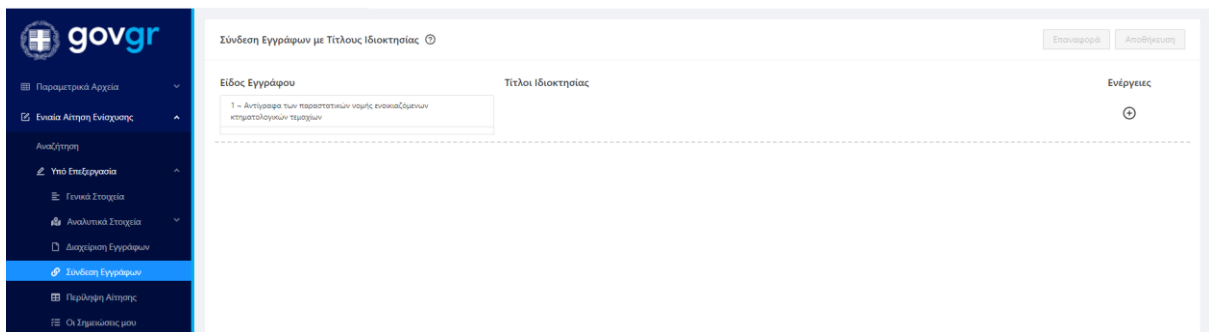 govgr
Παραμετρικά Αρχεία
Ενιαία Αίτηση Ενίσχυσης
Αναζήτηση
Υπό Επεξεργασία
Γενικά Στοιχεία
Αναλυτικά Στοιχεία
Διαχείριση Εγγράφων
Σύνδεση Εγγράφων
Περίληψη Αίτησης
Οι Σημειώσεις μου
Σύνδεση Εγγράφων με Τίτλους Ιδιοκτησίας
Επαναφορά Αποθήκευση
Είδος Εγγράφου Τίτλοι Ιδιοκτησίας Ενέργειες
1 ~ Αντίγραφα των παραστατικών νομής ενοικιαζόμενων
κτηματολογικών τεμαχίων